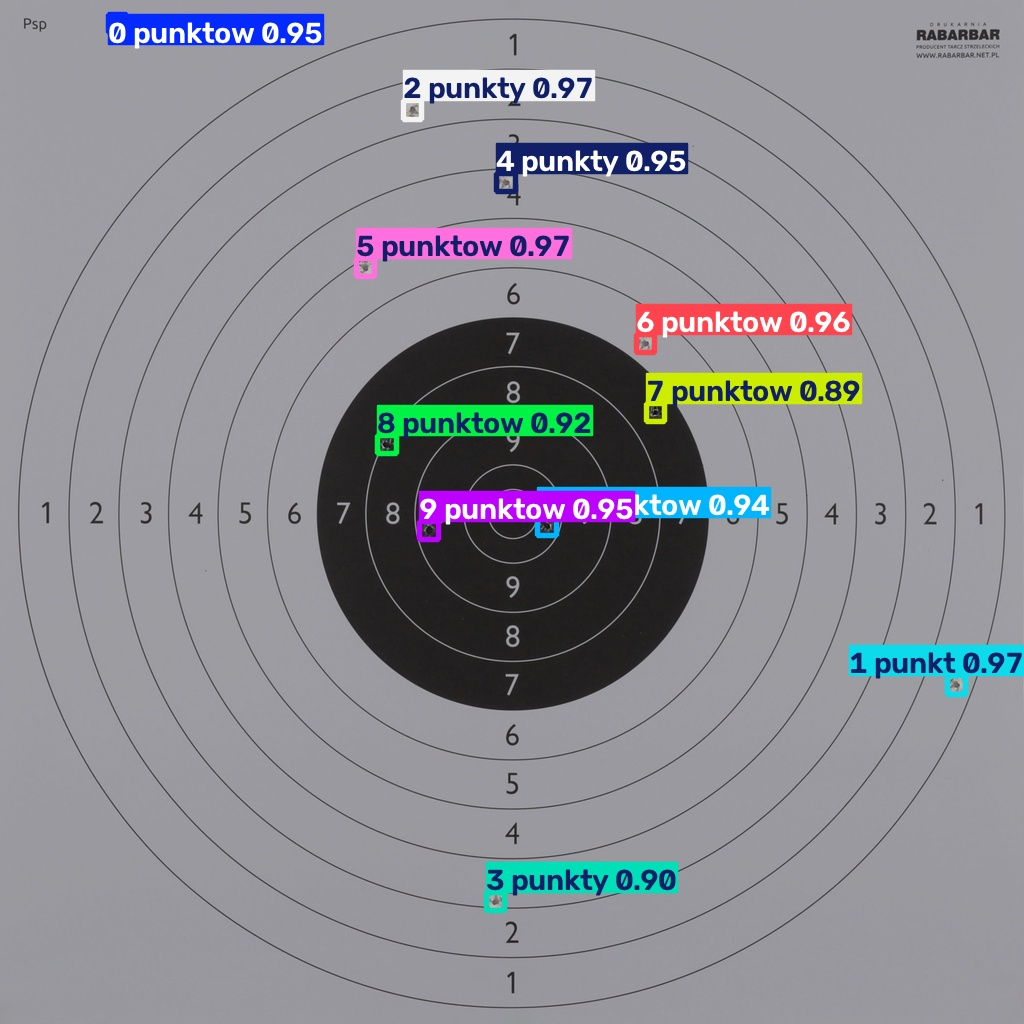 Psp
0 punktow 0.95
DRUKARNIA
RABARBAR
PRODUCENT TARCZ STRZELECKICH
WWW.RABARBAR.NET.PL
1
2 punkty 0.97
2
3
4 punkty 0.95
4
5 punktow 0.97
6
6 punktow 0.96
7
7 punktow 0.89
8
8 punktow 0.92
9
9 punktow 0.95
ktow 0.94
1 2 3 4 5 6 7 8
5 4 3 2 1
9
8
1 punkt 0.97
7
6
5
4
3 punkty 0.90
2
1